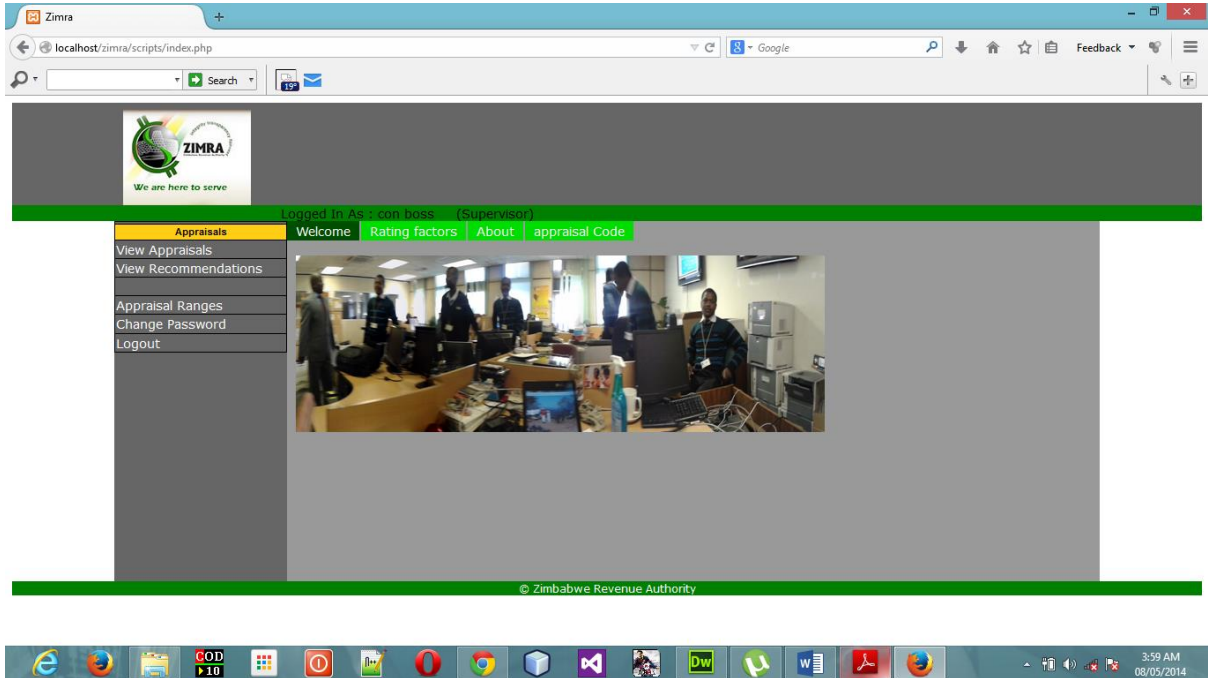 Zimra
localhost/zimra/scripts/index.php
Google
Feedback
Search
19°
ZIMRA
We are here to serve
Logged In As : con boss (Supervisor)
Appraisals
Welcome Rating factors About appraisal Code
View Appraisals
View Recommendations
Appraisal Ranges
Change Password
Logout
© Zimbabwe Revenue Authority
COD
10
Dw
3:59 AM
08/05/2014